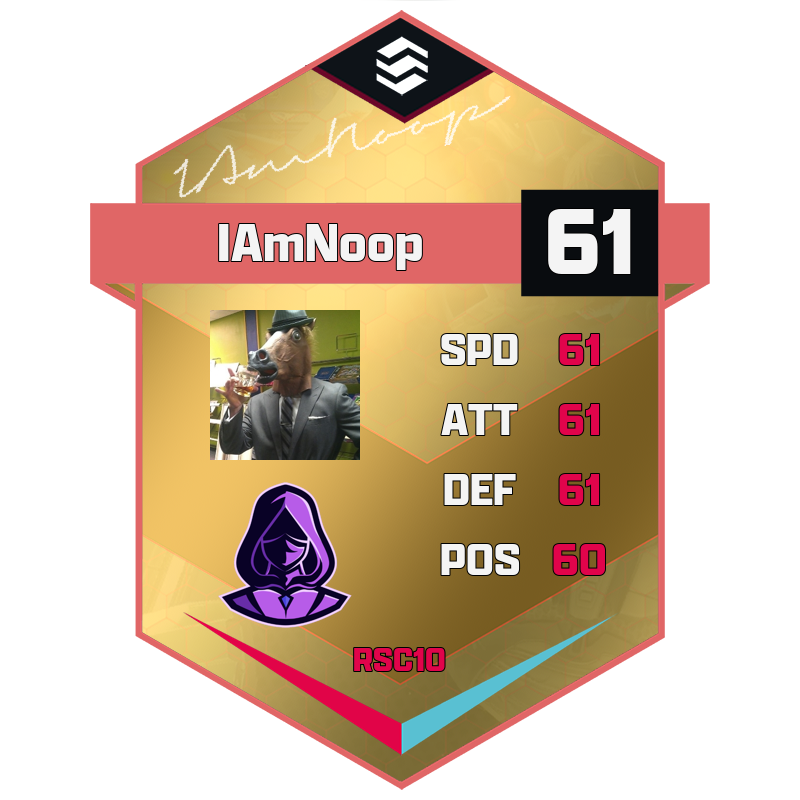 IAmNoop
IAmNoop 61
SPD 61
ATT 61
DEF 61
POS 60
RSC10